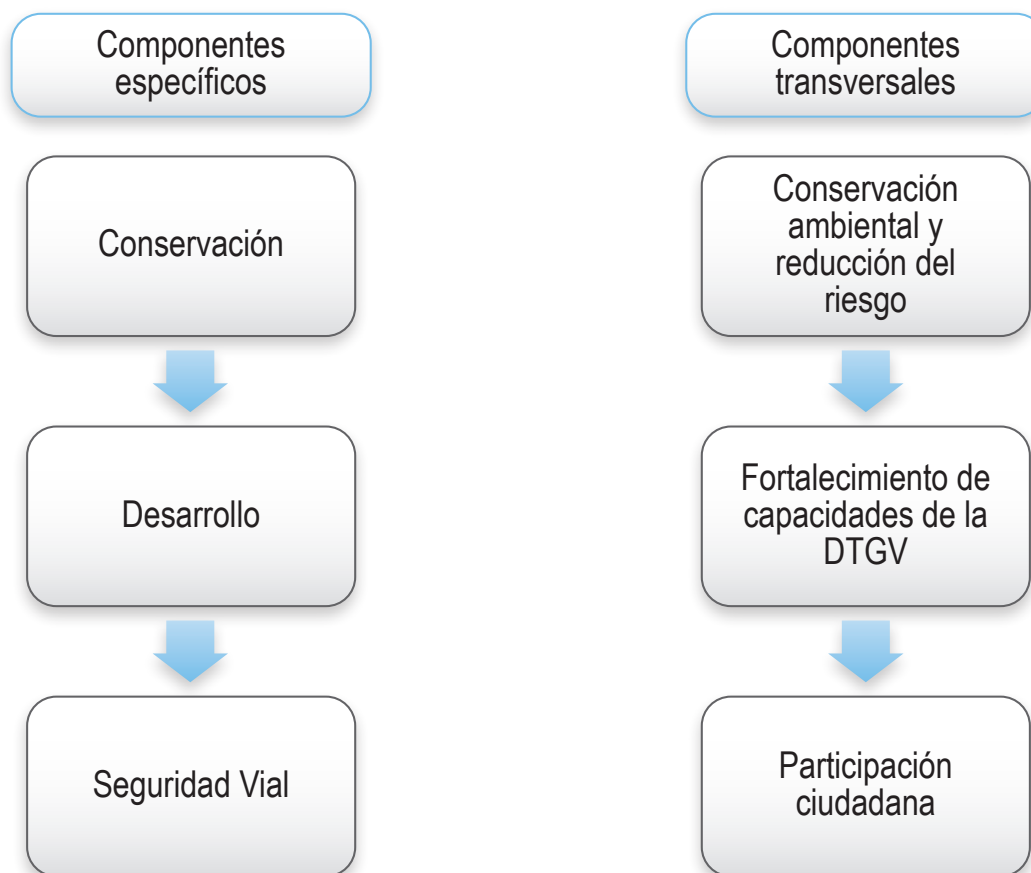 Componentes
específicos
Conservación
Desarrollo
Seguridad Vial
Componentes
transversales
Conservación
ambiental y
reducción del
riesgo
Fortalecimiento de
capacidades de la
DTGV
Participación
ciudadana